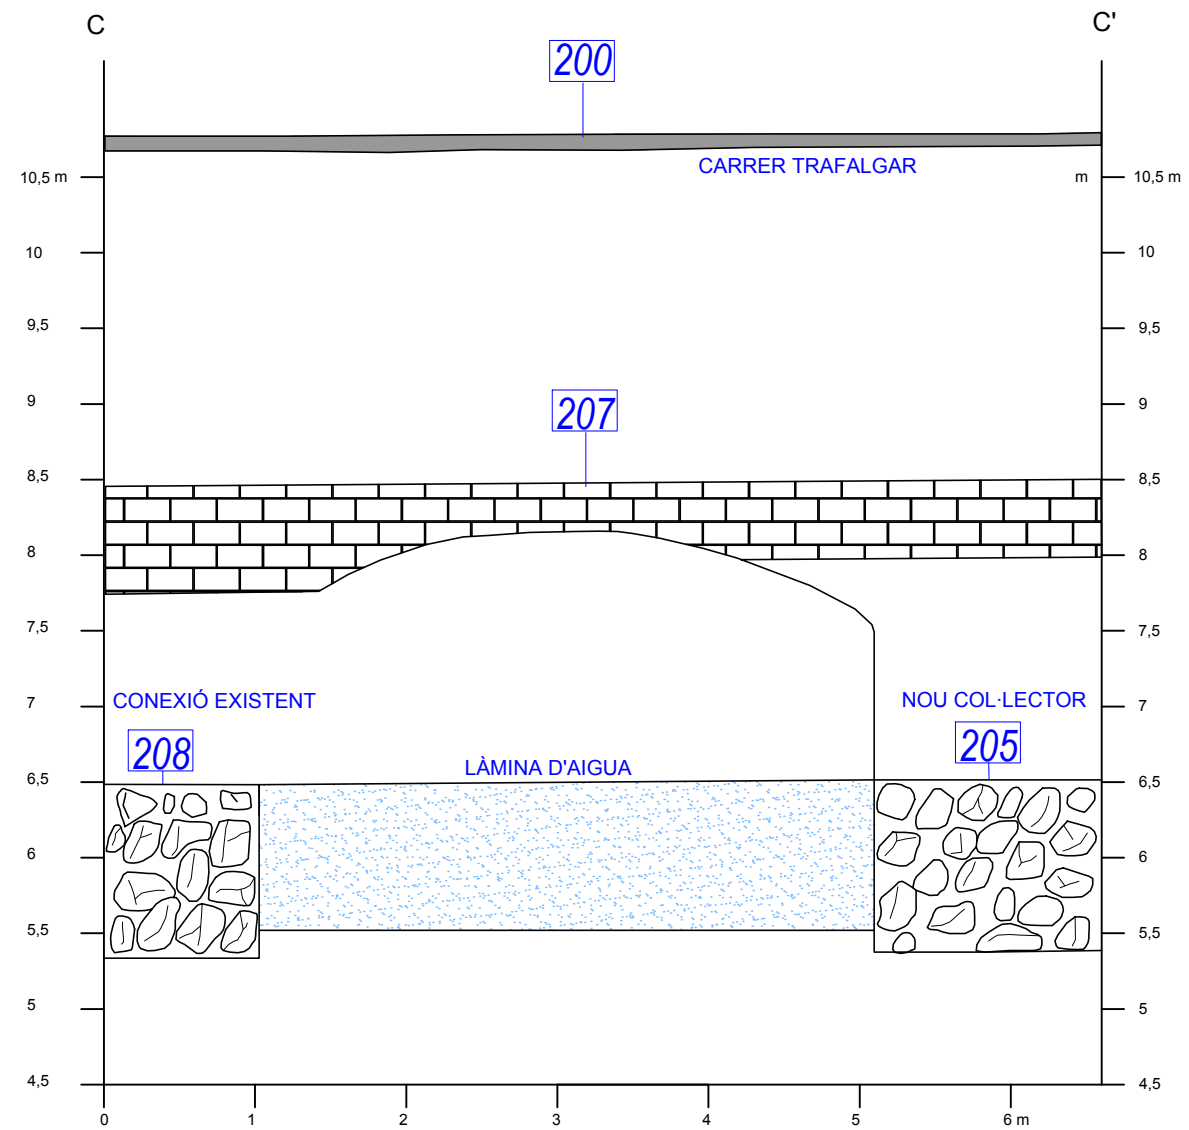 C C'
200
CARRER TRAFALGAR
10,5 m m 10,5 m
10 10
9,5 9,5
9 9
207
8,5 8,5
8 8
7,5 7,5
7 CONEXIÓ EXISTENT NOU COL·LECTOR 7
208 205
LÀMINA D'AIGUA
6,5 6,5
6 6
5,5 5,5
5 5
4,5 4,5
0 1 2 3 4 5 6 m